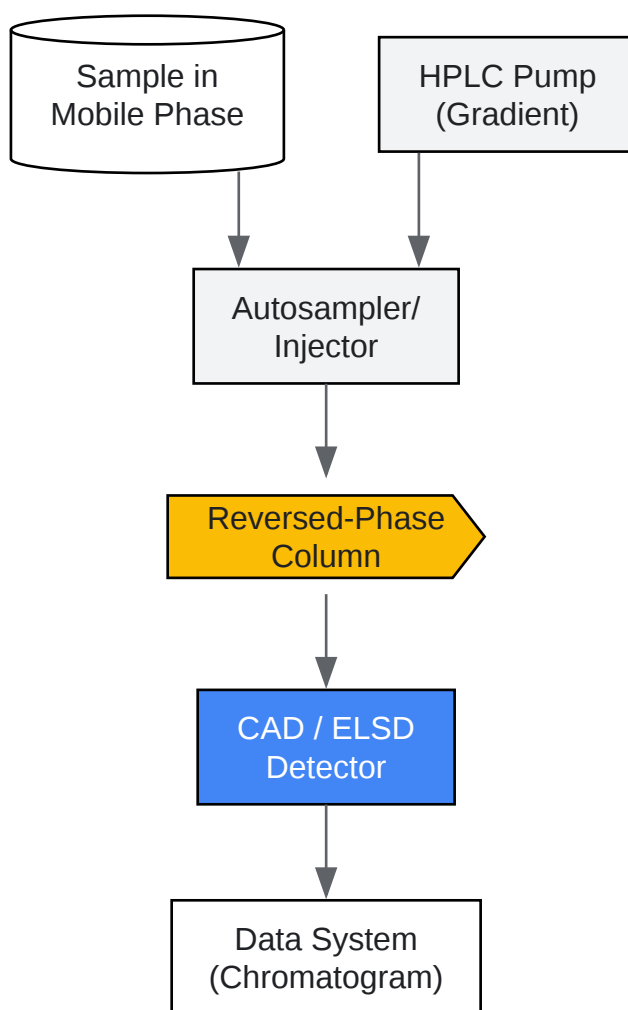 Sample in
Mobile Phase
HPLC Pump
(Gradient)
Autosampler/
Injector
Reversed-Phase
Column
CAD / ELSD
Detector
Data System
(Chromatogram)